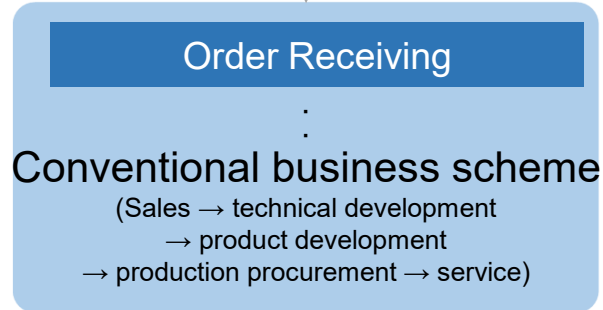 Order Receiving
:
Conventional business scheme
(Sales → technical development
→ product development
→ production procurement → service)